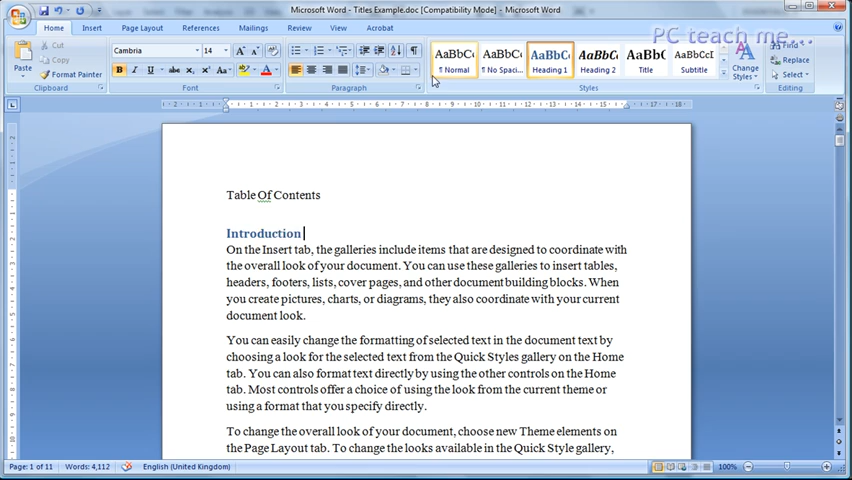 Microsoft Word - Titles Example.doc [Compatibility Mode] - Microsoft Word
PC teach me...
Home Insert Page Layout References Mailings Review View Acrobat
Paste
Cut
Copy
Format Painter
Clipboard
Cambria 14
Font
Paragraph
AaBbCc AaBbCc AaBbCc AaBbCc AaBbC AaBbCcI
¶ Normal ¶ No Spaci... Heading 1 Heading 2 Title Subtitle
Change Styles
Styles
Find
Replace
Select
Editing
Table Of Contents
Introduction
On the Insert tab, the galleries include items that are designed to coordinate with
the overall look of your document. You can use these galleries to insert tables,
headers, footers, lists, cover pages, and other document building blocks. When
you create pictures, charts, or diagrams, they also coordinate with your current
document look.
You can easily change the formatting of selected text in the document text by
choosing a look for the selected text from the Quick Styles gallery on the Home
tab. You can also format text directly by using the other controls on the Home
tab. Most controls offer a choice of using the look from the current theme or
using a format that you specify directly.
To change the overall look of your document, choose new Theme elements on
the Page Layout tab. To change the looks available in the Quick Style gallery,
Page: 1 of 11 Words: 4,112 English (United Kingdom) 100%